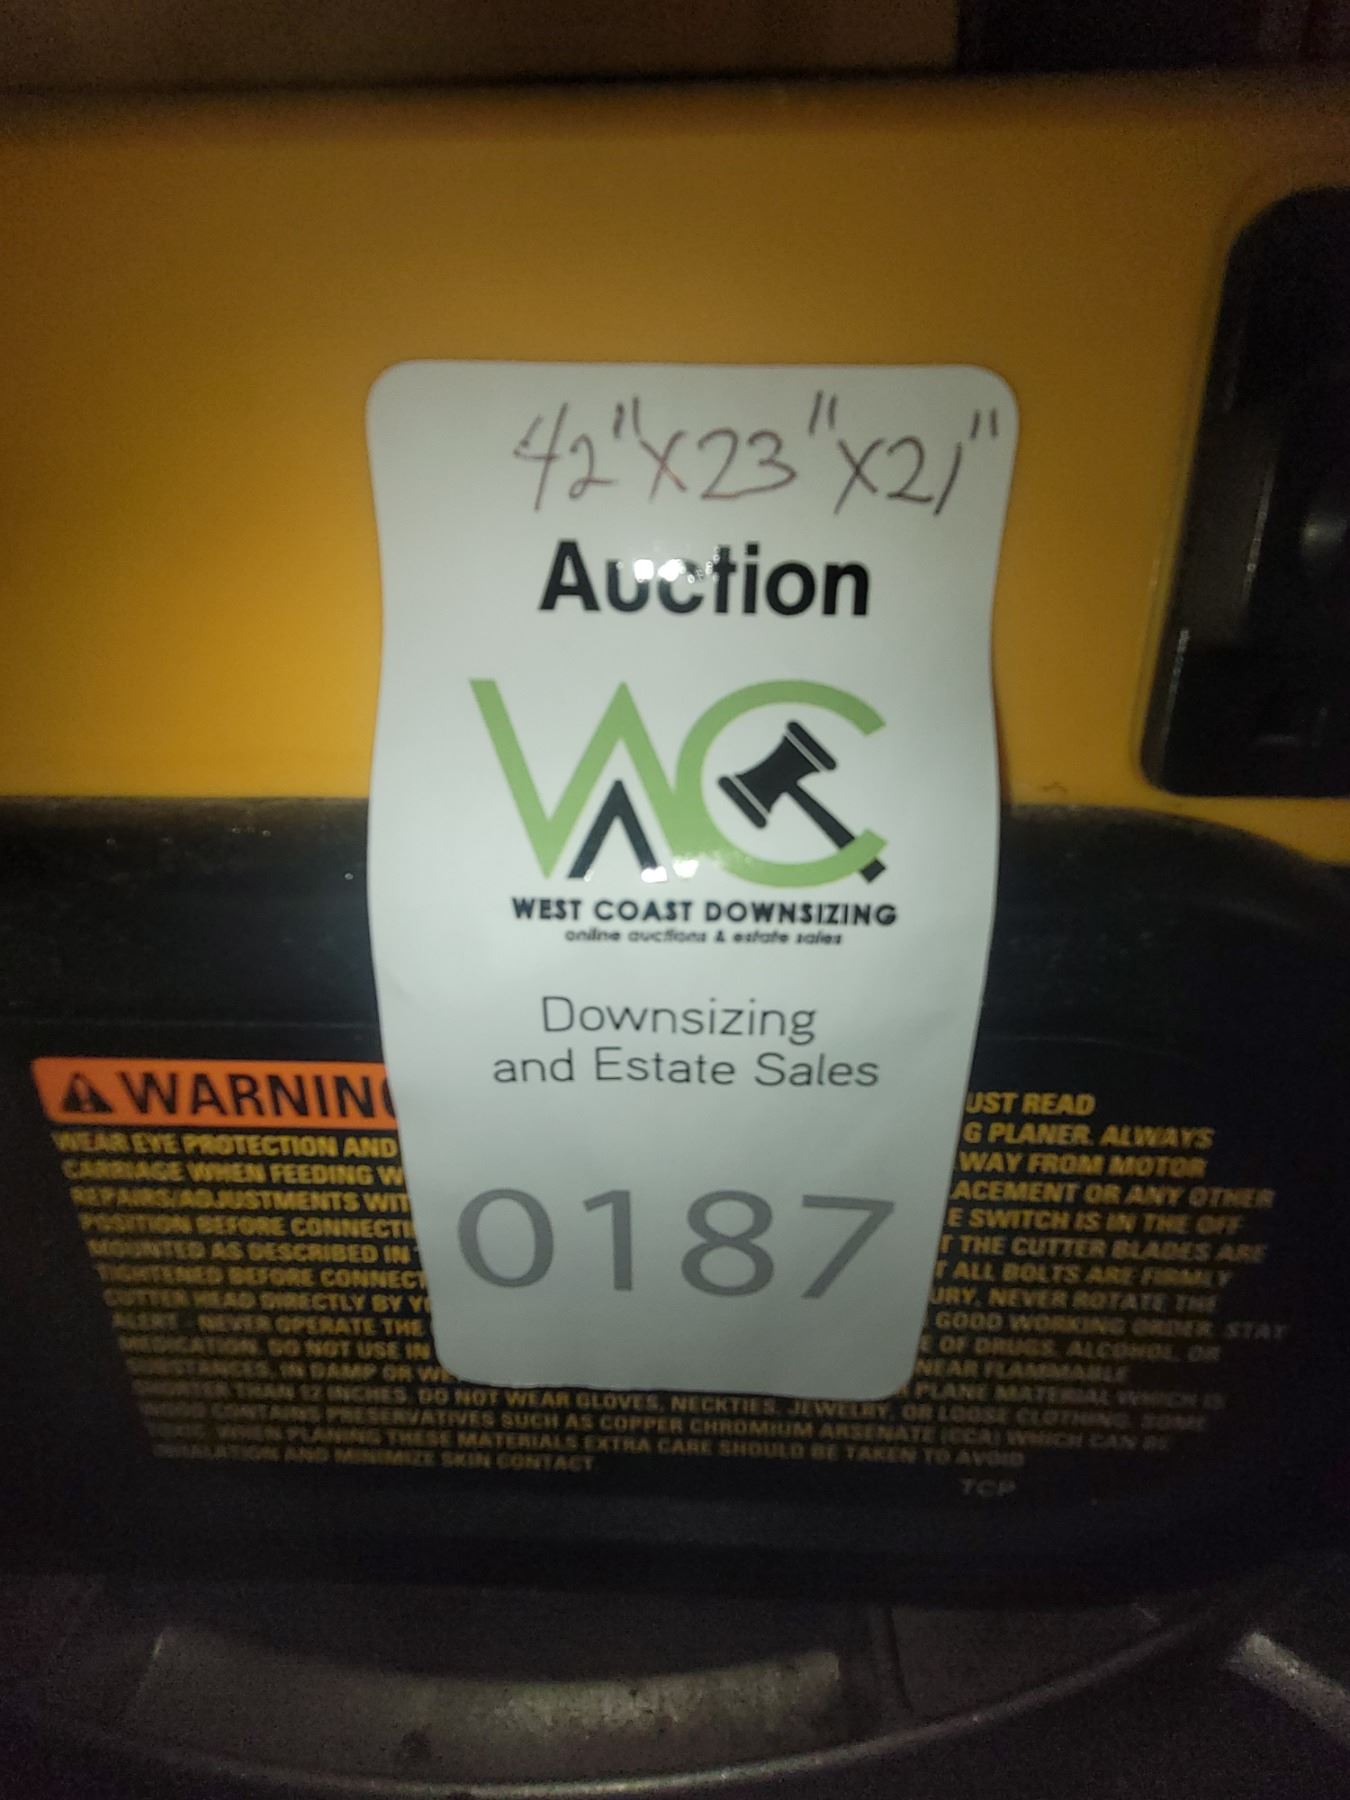 42"x23"x21"
Auction
WC
WEST COAST DOWNSIZING
online auctions & estate sales
Downsizing
and Estate Sales
0187
WARNING
UST READ
WEAR EYE PROTECTION AND
G PLANER. ALWAYS
CARRIAGE WHEN FEEDING W
WAY FROM MOTOR
REPAIRS/ADJUSTMENTS WIT
ACEMENT OR ANY OTHER
POSITION BEFORE CONNECTI
E SWITCH IS IN THE OFF
MOUNTED AS DESCRIBED IN
T THE CUTTER BLADES ARE
TIGHTENED BEFORE CONNECT
T ALL BOLTS ARE FIRMLY
CUTTER HEAD DIRECTLY BY Y
URY. NEVER ROTATE THE
ALERT - NEVER OPERATE THE
GOOD WORKING ORDER. STAY
MEDICATION. DO NOT USE IN
E OF DRUGS, ALCOHOL, OR
SUBSTANCES, IN DAMP OR WE
NEAR FLAMMABLE
SHORTER THAN 12 INCHES. DO NOT WEAR GLOVES, NECKTIES, JEWELRY, OR LOOSE CLOTHING. SOME
PLANE MATERIAL WHICH IS
WOOD CONTAINS PRESERVATIVES SUCH AS COPPER CHROMIUM ARSENATE (CCA) WHICH CAN BE
TOXIC. WHEN PLANING THESE MATERIALS EXTRA CARE SHOULD BE TAKEN TO AVOID
INHALATION AND MINIMIZE SKIN CONTACT.
TCP